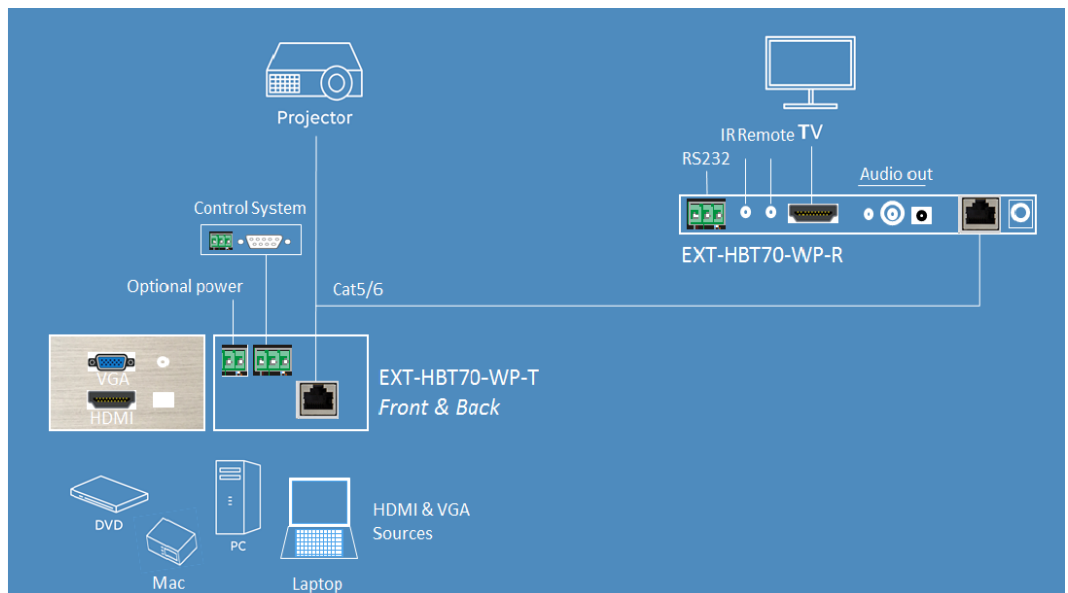 Projector
IR Remote TV
RS232
Audio out
Control System
EXT-HBT70-WP-R
Optional power
Cat5/6
VGA
HDMI
EXT-HBT70-WP-T
Front & Back
DVD
Mac
PC
Laptop
HDMI & VGA
Sources